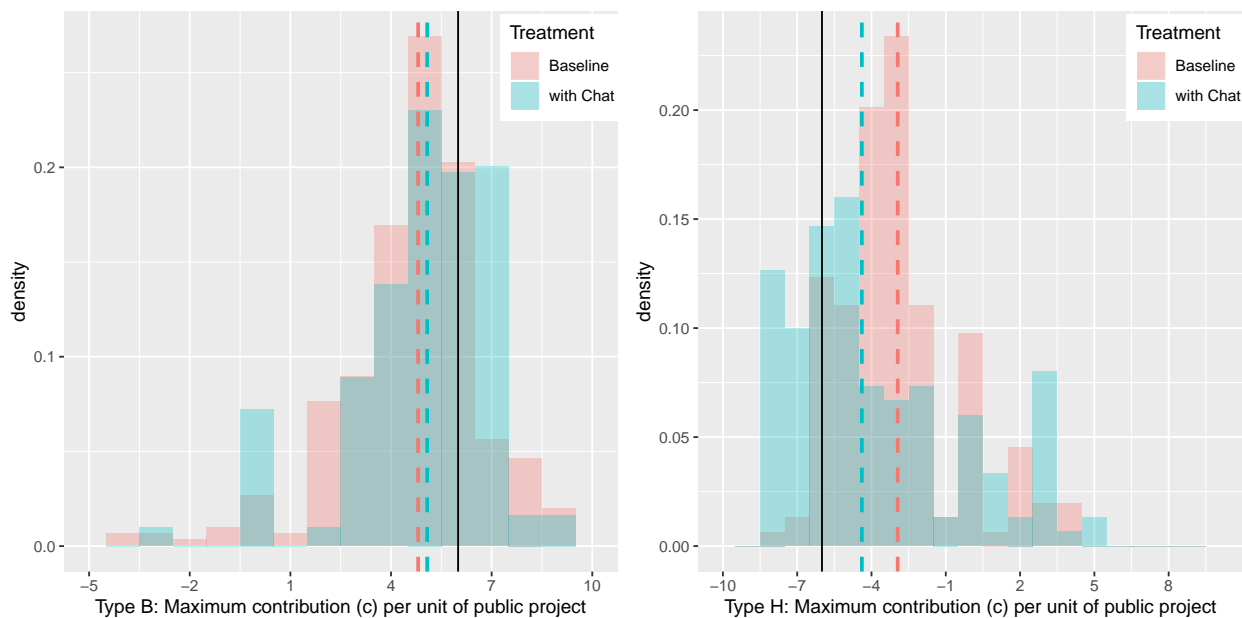 Treatment
Baseline
with Chat
0.2
0.1
0.0
density
−5
−2
1
4
7
10
Type B: Maximum contribution (c) per unit of public project
Treatment
Baseline
with Chat
0.20
0.15
0.10
0.05
0.00
density
−10
−7
−4
−1
2
5
8
Type H: Maximum contribution (c) per unit of public project